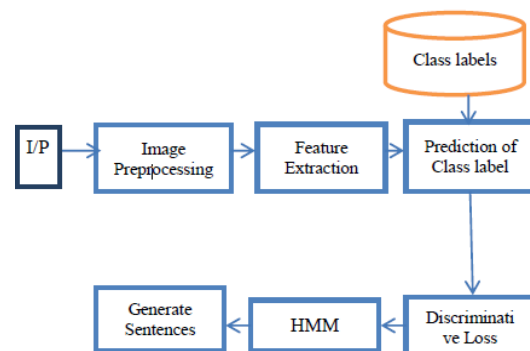 Class labels
I/P
Image
Preprocessing
Feature
Extraction
Prediction of
Class label
Generate
Sentences
HMM
Discriminati
ve Loss